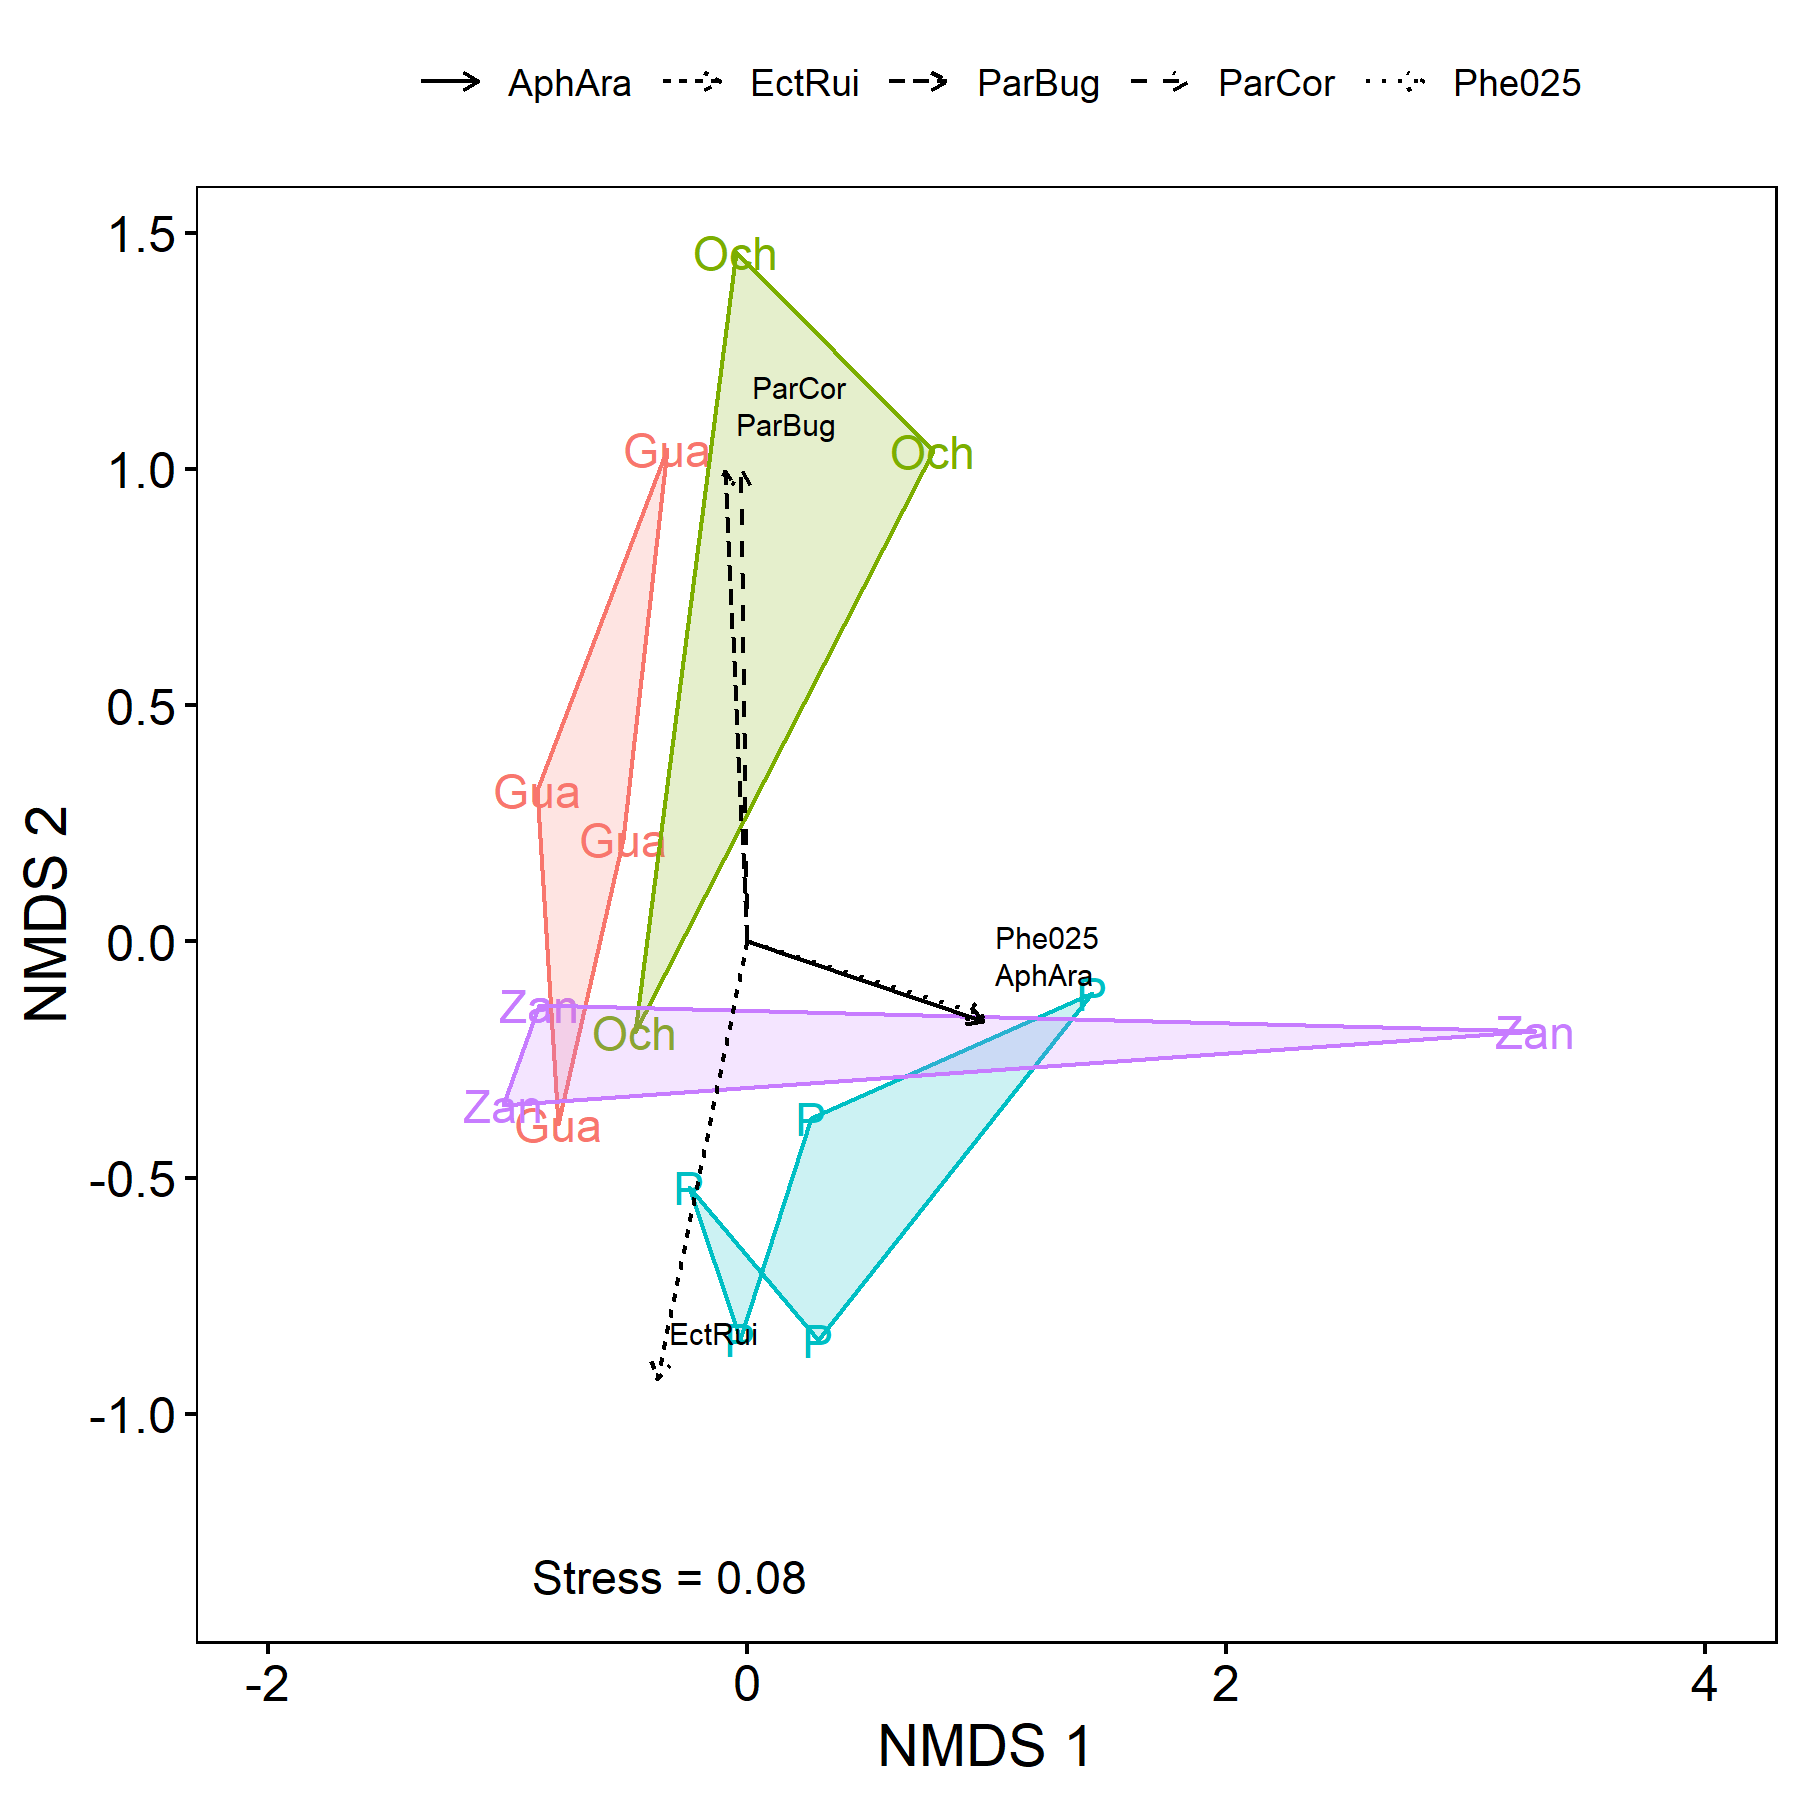 AphAra EctRui ParBug ParCor Phe025
1.5
Och
ParCor
ParBug
Gua
Och
1.0
0.5
Gua
Gua
NMDS 2
0.0
Phe025
AphAra
P
Zan
Och
Zan
Zan
Gua
P
-0.5
P
EctRui
P
P
-1.0
Stress = 0.08
-2 0 2 4
NMDS 1